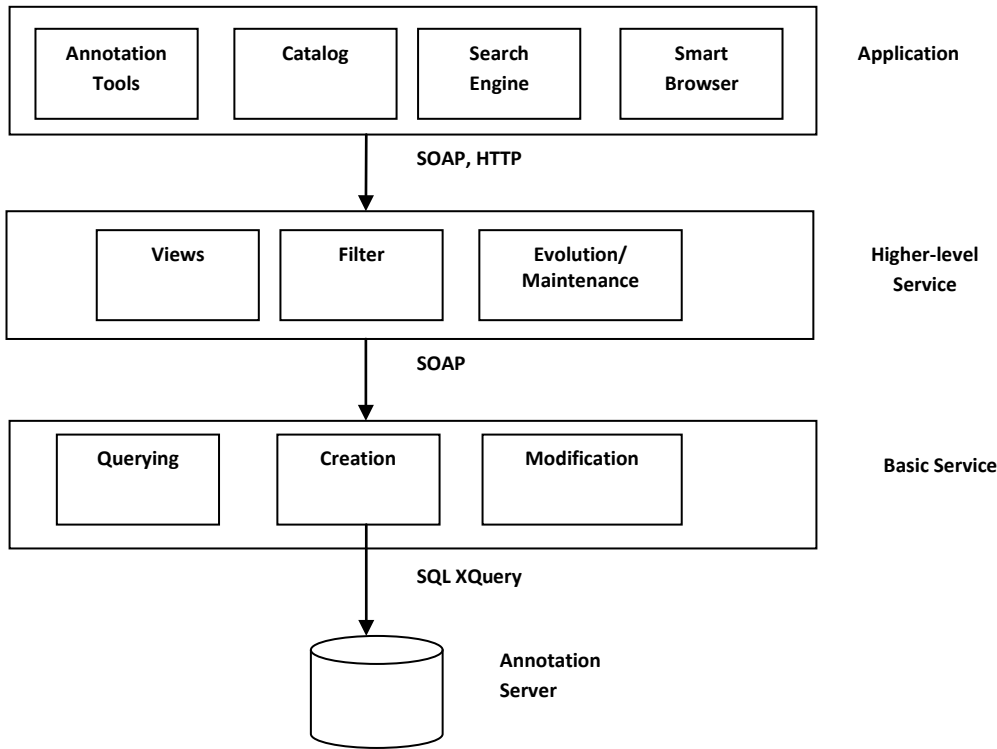 Annotation
Tools
Catalog
Search
Engine
Smart
Browser
Application
SOAP, HTTP
Views
Filter
Evolution/
Maintenance
Higher-level
Service
SOAP
Querying
Creation
Modification
Basic Service
SQL XQuery
Annotation
Server